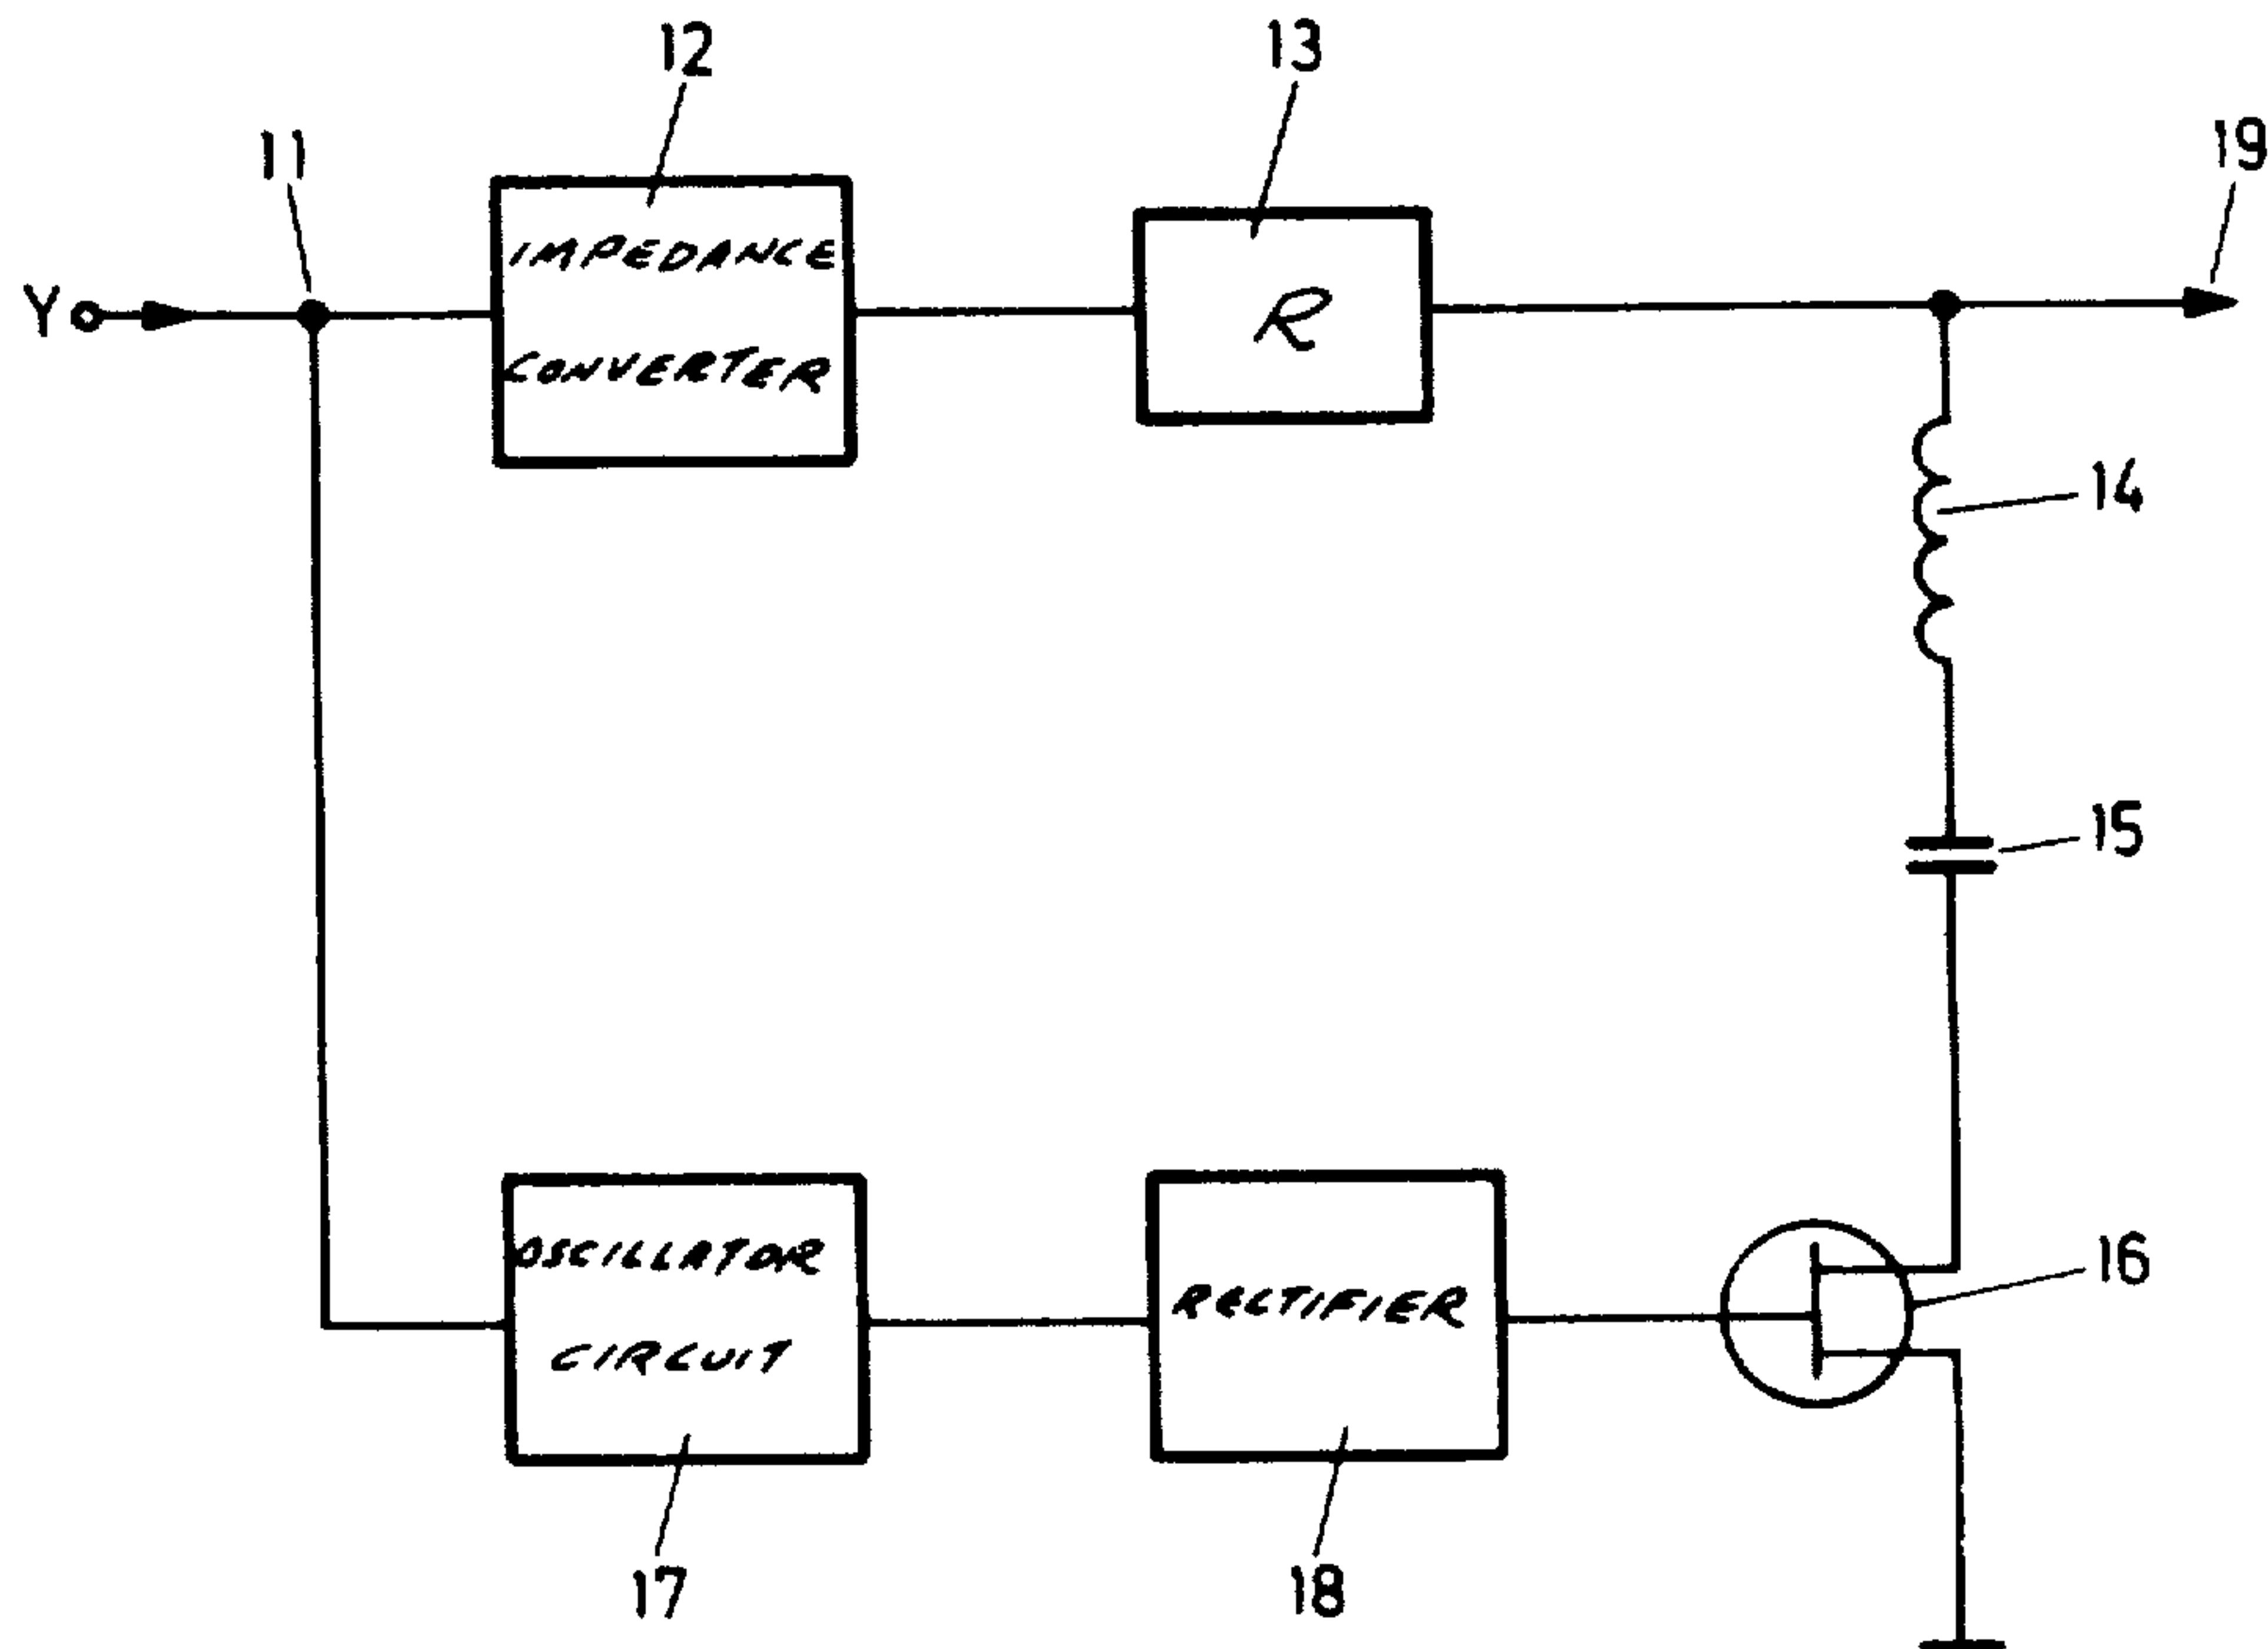 12
13
11
19
IMPEDANCE
CONVERTER
R
Y
14
15
OSCILLATOR
CIRCUIT
RECTIFIER
16
17
18